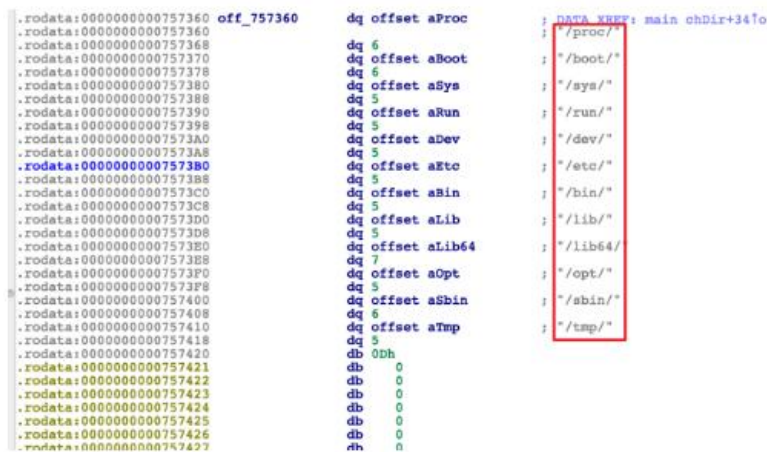 .rodata:0000000000757360 off_757360 dq offset aProc ; DATA XREF: main chDir+34↑o
.rodata:0000000000757360 ; "/proc/"
.rodata:0000000000757368 dq 6
.rodata:0000000000757370 dq offset aBoot ; "/boot/"
.rodata:0000000000757378 dq 6
.rodata:0000000000757380 dq offset aSys ; "/sys/"
.rodata:0000000000757388 dq 5
.rodata:0000000000757390 dq offset aRun ; "/run/"
.rodata:0000000000757398 dq 5
.rodata:00000000007573A0 dq offset aDev ; "/dev/"
.rodata:00000000007573A8 dq 5
.rodata:00000000007573B0 dq offset aEtc ; "/etc/"
.rodata:00000000007573B8 dq 5
.rodata:00000000007573C0 dq offset aBin ; "/bin/"
.rodata:00000000007573C8 dq 5
.rodata:00000000007573D0 dq offset aLib ; "/lib/"
.rodata:00000000007573D8 dq 5
.rodata:00000000007573E0 dq offset aLib64 ; "/lib64/"
.rodata:00000000007573E8 dq 7
.rodata:00000000007573F0 dq offset aOpt ; "/opt/"
.rodata:00000000007573F8 dq 5
.rodata:0000000000757400 dq offset aSbin ; "/sbin/"
.rodata:0000000000757408 dq 6
.rodata:0000000000757410 dq offset aTmp ; "/tmp/"
.rodata:0000000000757418 dq 5
.rodata:0000000000757420 db 0Dh
.rodata:0000000000757421 db 0
.rodata:0000000000757422 db 0
.rodata:0000000000757423 db 0
.rodata:0000000000757424 db 0
.rodata:0000000000757425 db 0
.rodata:0000000000757426 db 0
.rodata:0000000000757427 db 0